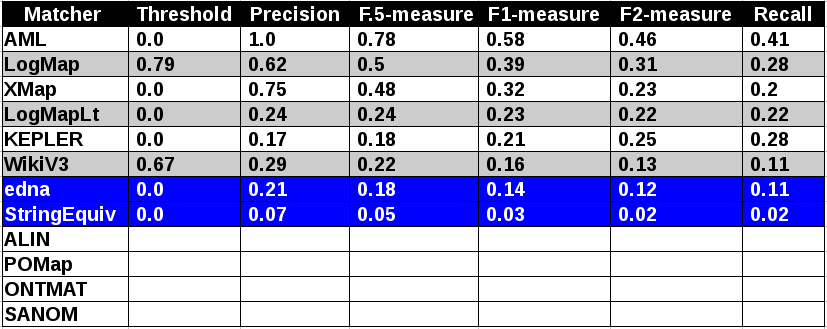 Matcher Threshold Precision F.5-measure F1-measure F2-measure Recall
AML 0.0 1.0 0.78 0.58 0.46 0.41
LogMap 0.79 0.62 0.5 0.39 0.31 0.28
XMap 0.0 0.75 0.48 0.32 0.23 0.2
LogMapLt 0.0 0.24 0.24 0.23 0.22 0.22
KEPLER 0.0 0.17 0.18 0.21 0.25 0.28
WikiV3 0.67 0.29 0.22 0.16 0.13 0.11
edna 0.0 0.21 0.18 0.14 0.12 0.11
StringEquiv 0.0 0.07 0.05 0.03 0.02 0.02
ALIN
POMap
ONTMAT
SANOM